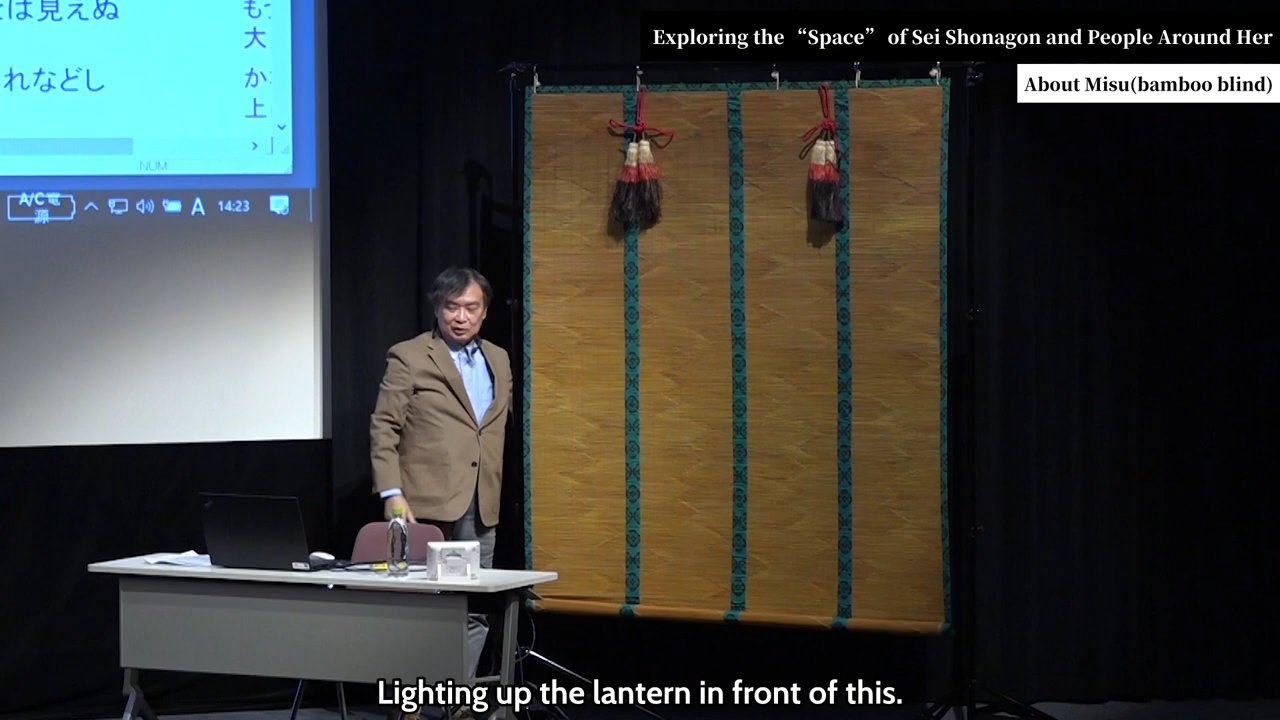 は見えぬ
れなどし
も
大
か
上
NUM
A/C電
源
A
14:23
Exploring the “Space” of Sei Shonagon and People Around Her
About Misu(bamboo blind)
Lighting up the lantern in front of this.